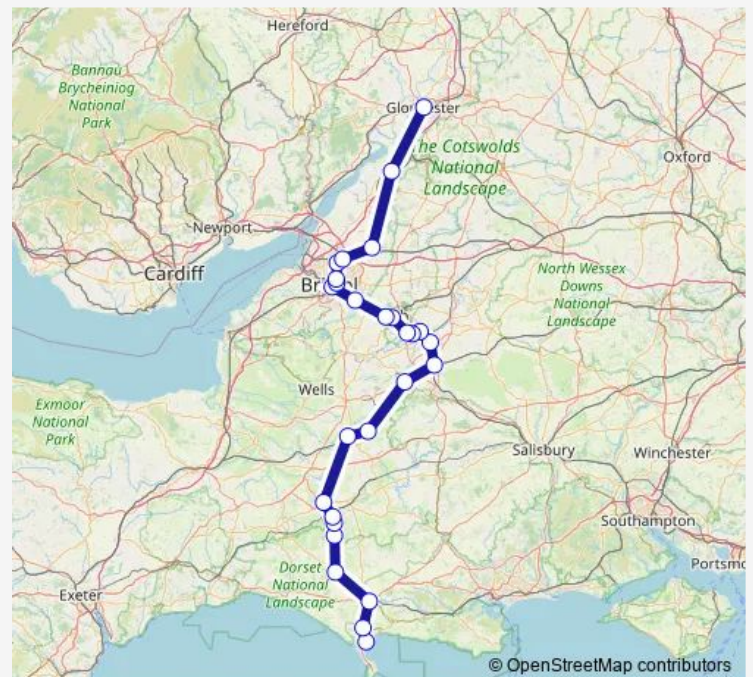 Hereford
Bannau
Brycheiniog
National
Park
Oxford
The Cotswolds
National
Landscape
Newport
Cardiff
North Wessex
Downs
National
Landscape
Wells
Exmoor
National
Park
Salisbury
Winchester
Southampton
Dorset
National
Landscape
Exeter
© OpenStreetMap contributors